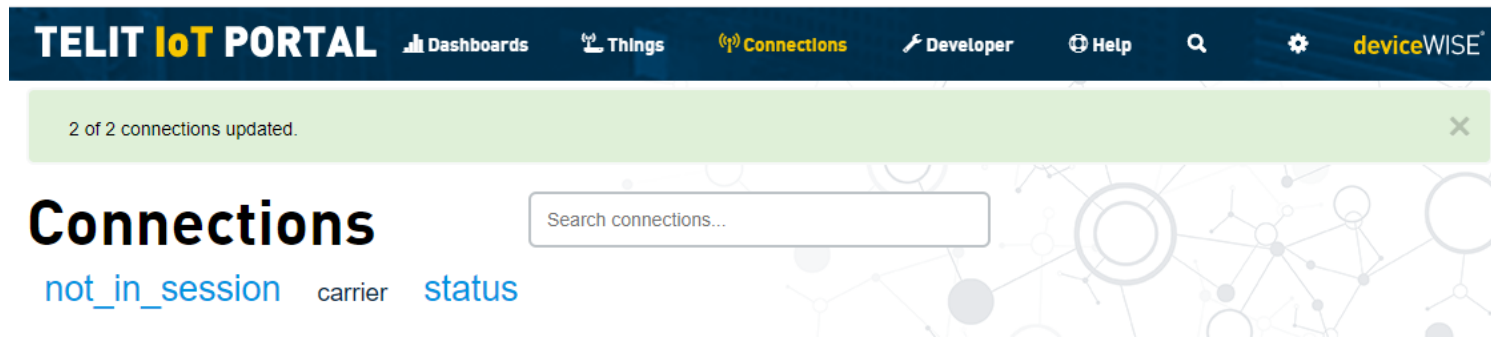 TELIT IoT PORTAL Dashboards Things Connections Developer Help deviceWISE®
2 of 2 connections updated. ×
Connections Search connections...
not_in_session carrier status